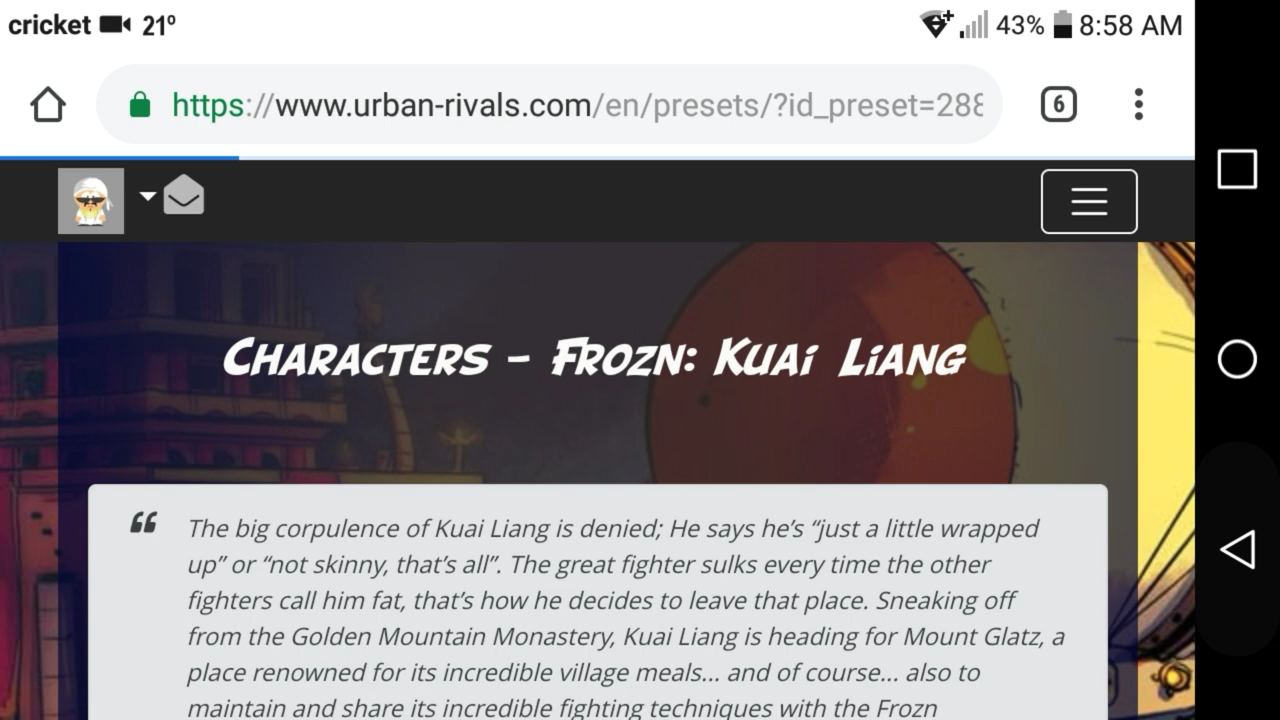 cricket 21° 43% 8:58 AM
https://www.urban-rivals.com/en/presets/?id_preset=288 6
CHARACTERS - FROZN: KUAI LIANG
“ The big corpulence of Kuai Liang is denied; He says he’s “just a little wrapped
up” or “not skinny, that’s all”. The great fighter sulks every time the other
fighters call him fat, that’s how he decides to leave that place. Sneaking off
from the Golden Mountain Monastery, Kuai Liang is heading for Mount Glatz, a
place renowned for its incredible village meals... and of course... also to
maintain and share its incredible fighting techniques with the Frozn